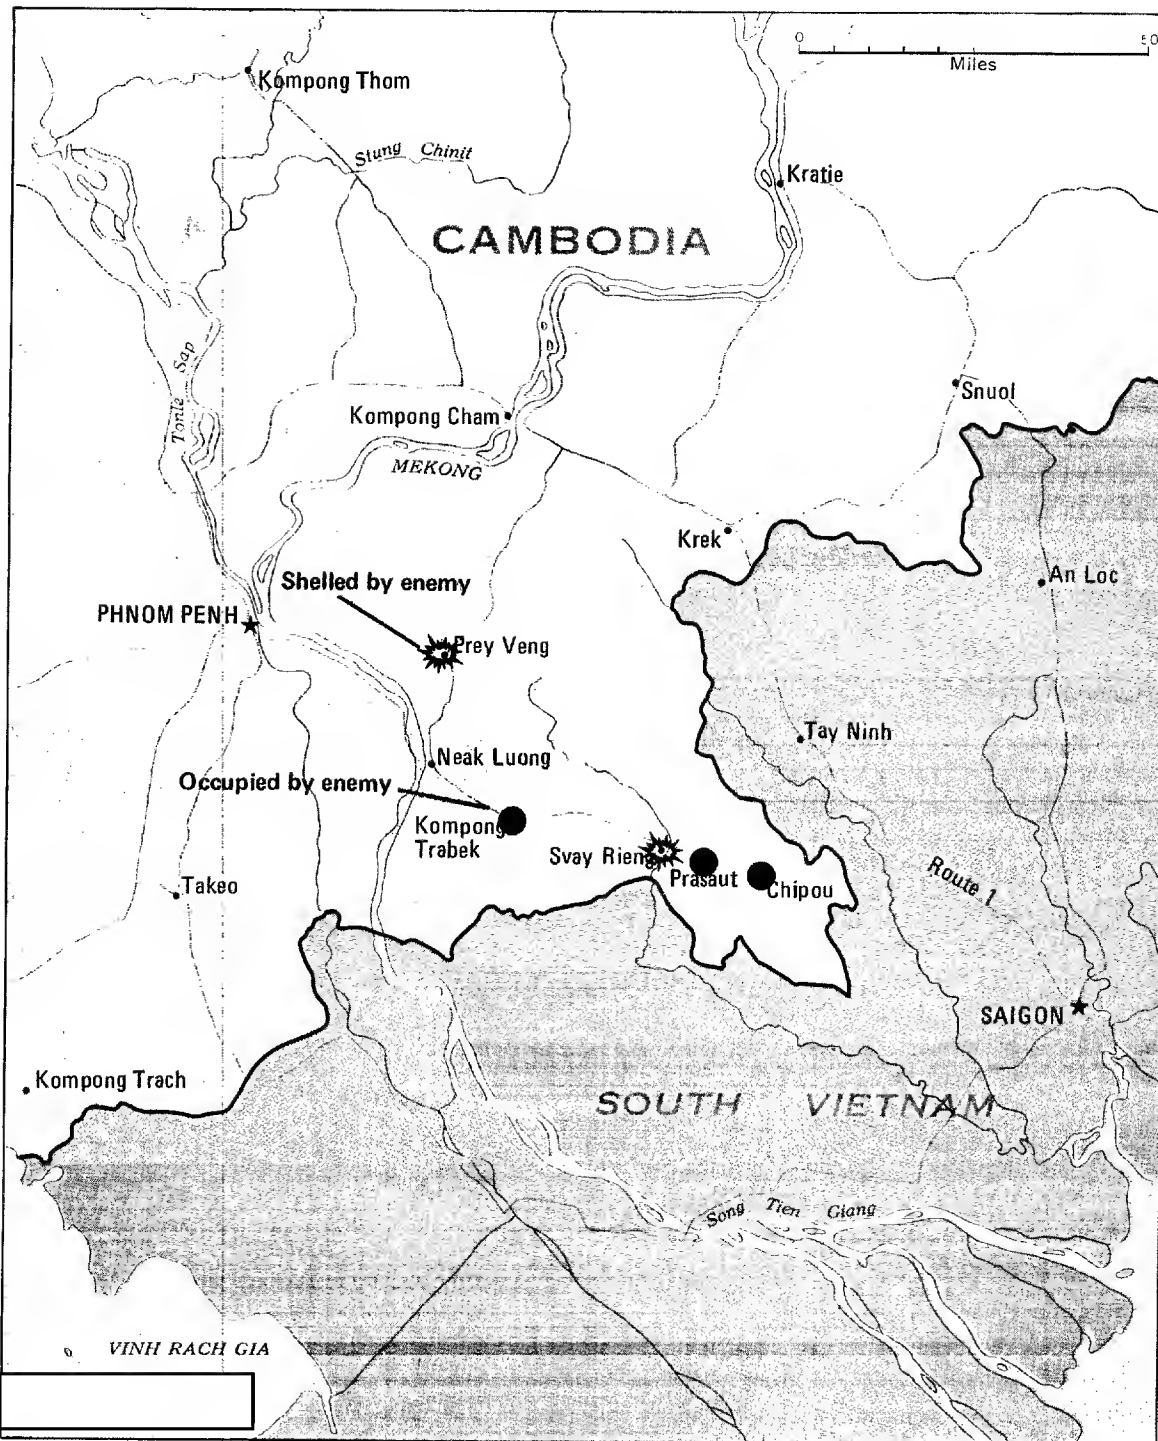 0 50
Miles
Kompong Thom
Stung Chinit
Kratie
CAMBODIA
Tonle Sap
Snuol
Kompong Cham
MEKONG
Krek
An Loc
Shelled by enemy
PHNOM PENH
Prey Veng
Tay Ninh
Neak Luong
Occupied by enemy
Kompong
Trabek
Svay Rieng
Prasaut
Chipou
Route 1
Takeo
SAIGON
Kompong Trach
SOUTH VIETNAM
Song Tien Giang
VINH RACH GIA